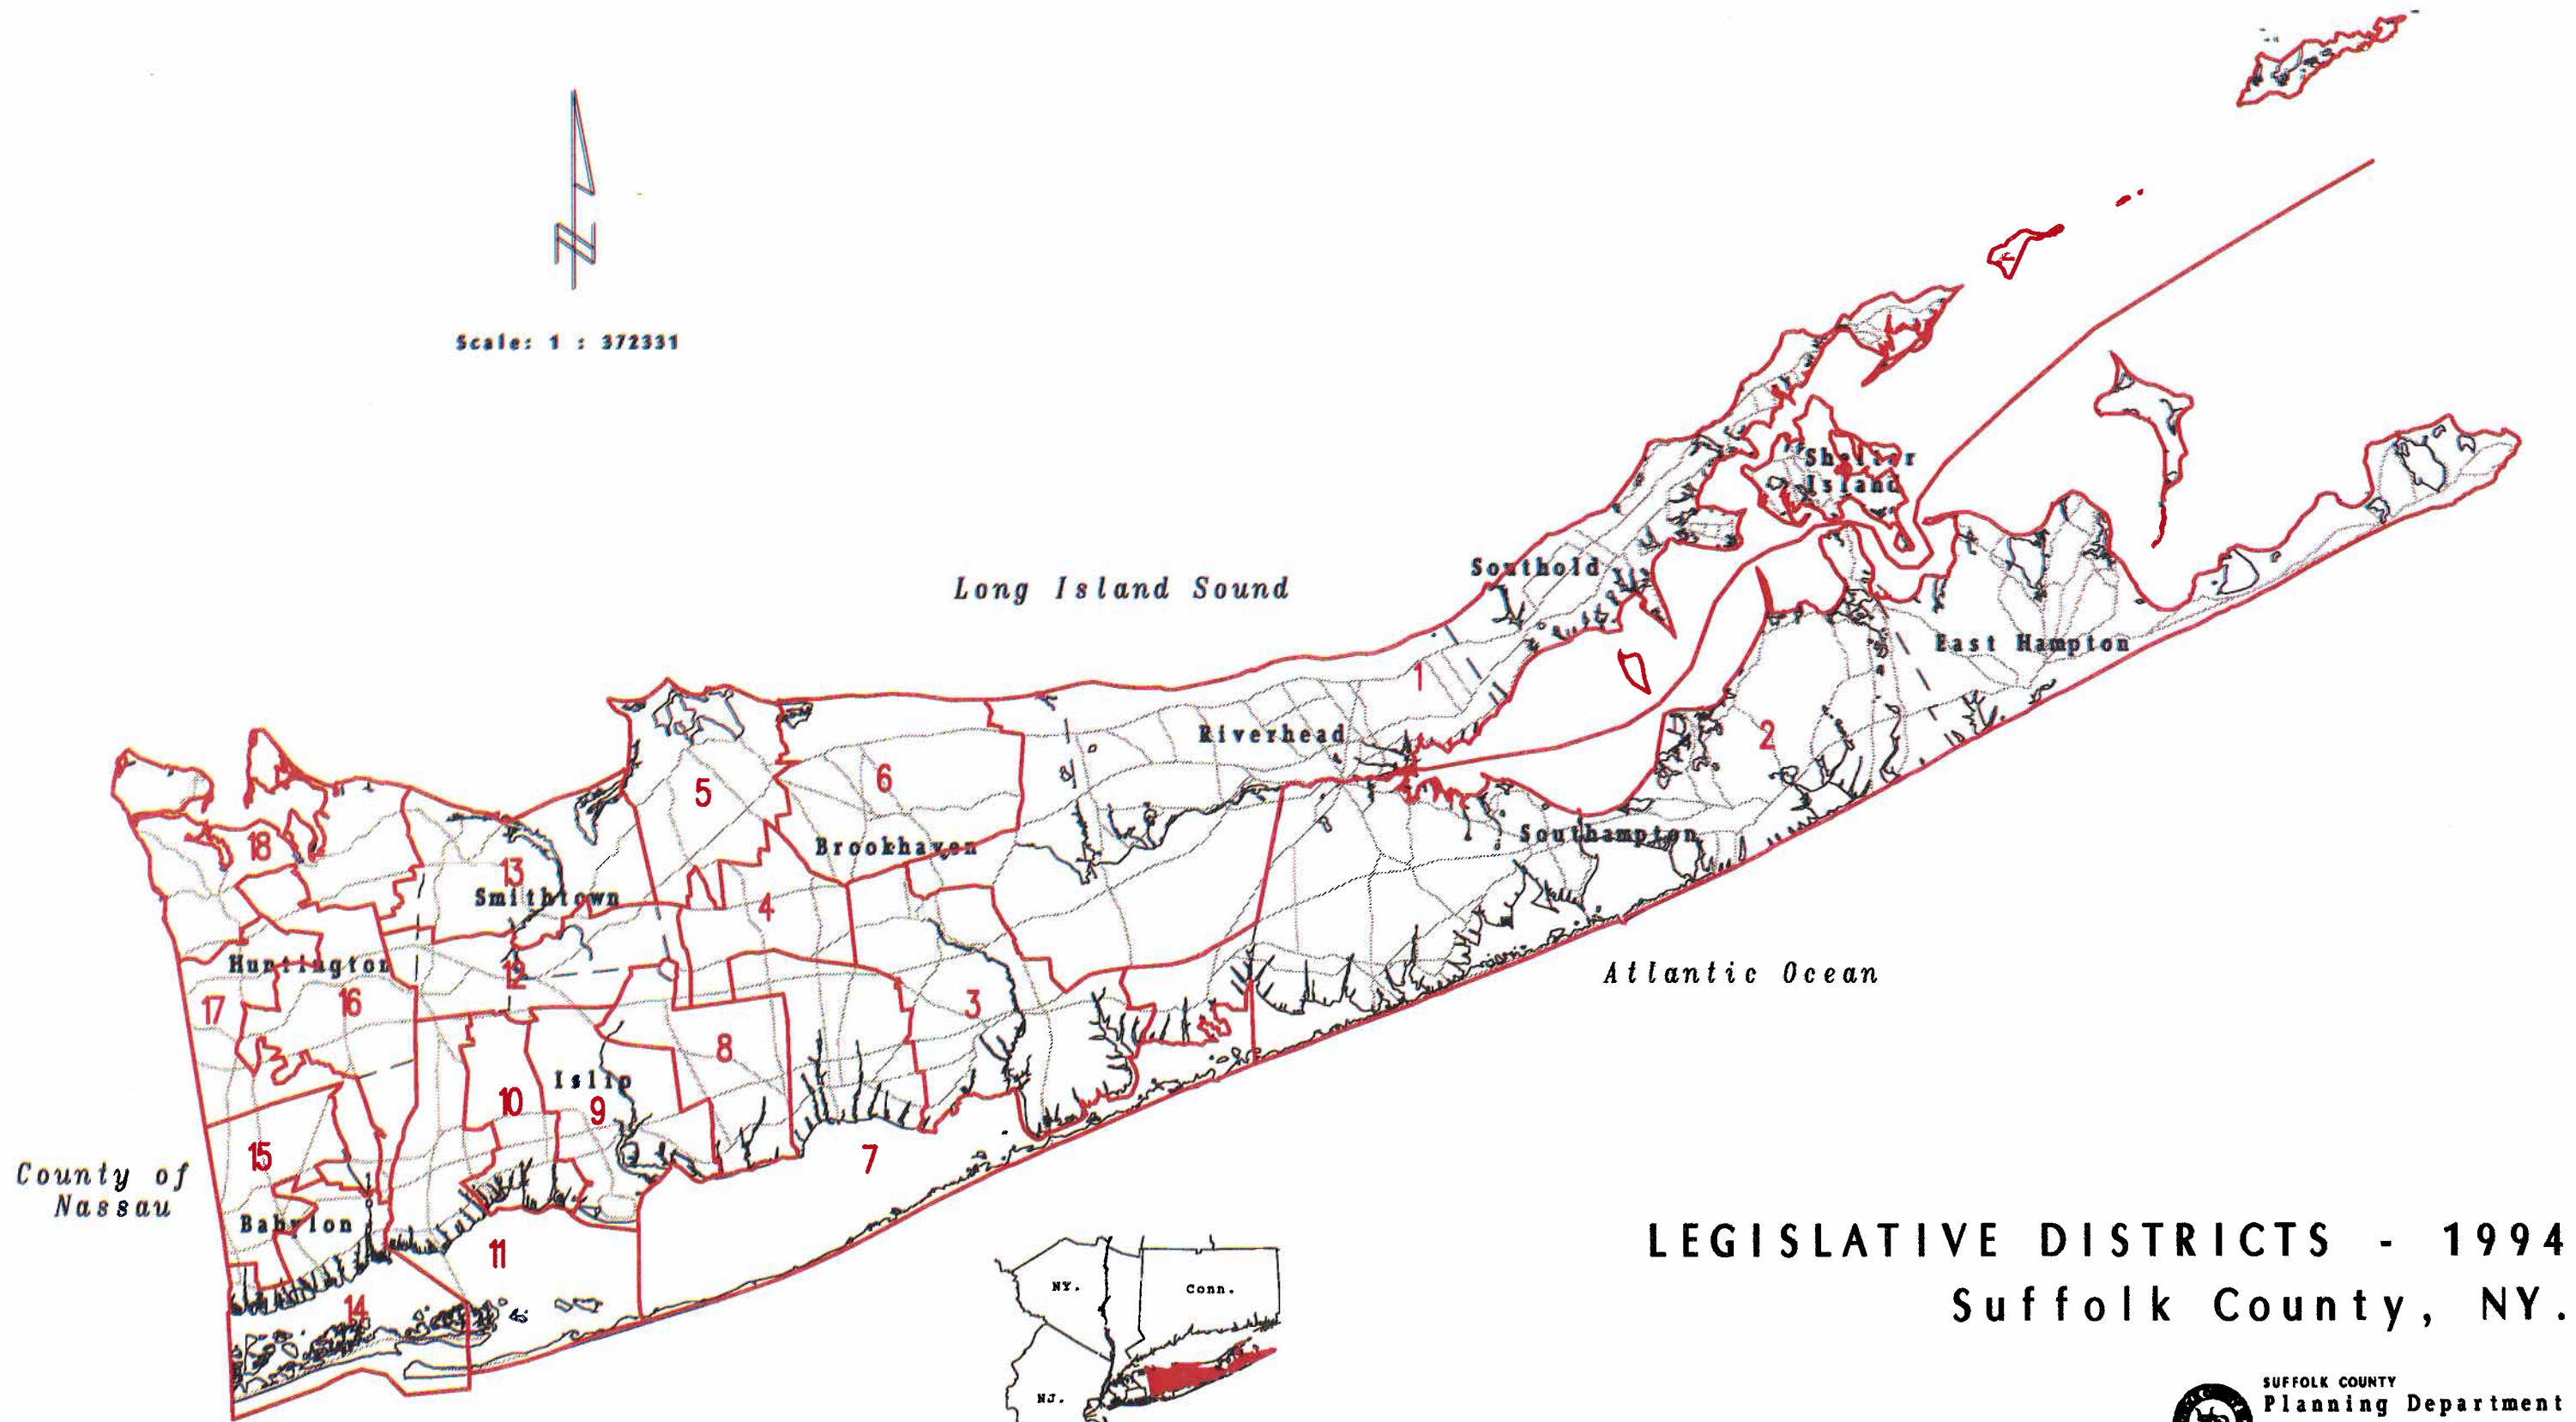 N
Scale: 1 : 372331
Shelter
Island
Long Island Sound
Southold
East Hampton
1
Riverhead
2
5
6
Southampton
Brookhaven
18
13
Smithtown
4
Huntington
12
Atlantic Ocean
17
16
3
8
Islip
10
9
15
7
County of
Nassau
Babylon
11
14
LEGISLATIVE DISTRICTS - 1994
Suffolk County, NY.
NY.
Conn.
NJ.
SUFFOLK COUNTY
Planning Department